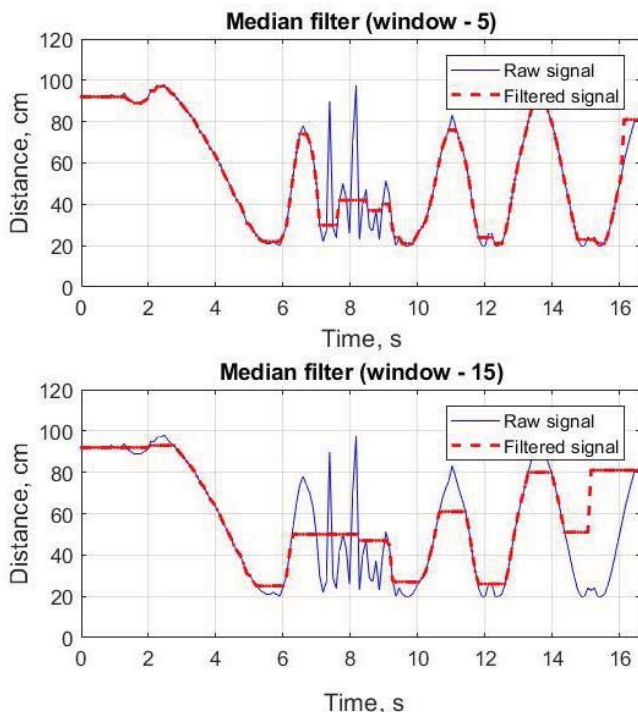 Median filter (window - 5)
120
100
80
60
40
20
0
Distance, cm
Raw signal
Filtered signal
0 2 4 6 8 10 12 14 16
Time, s
Median filter (window - 15)
120
100
80
60
40
20
0
Distance, cm
Raw signal
Filtered signal
0 2 4 6 8 10 12 14 16
Time, s